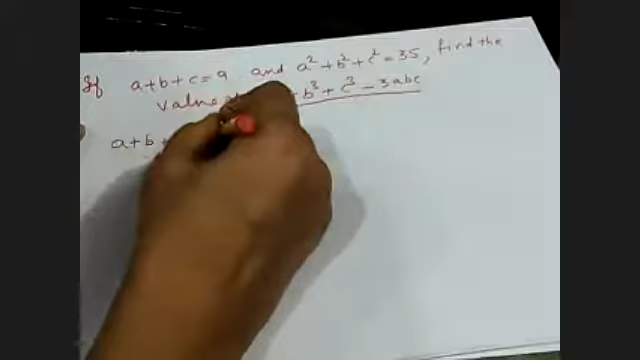 If a+b+c=9 and a²+b²+c²=35, find the
value + b³ + c³ - 3abc
a+b+